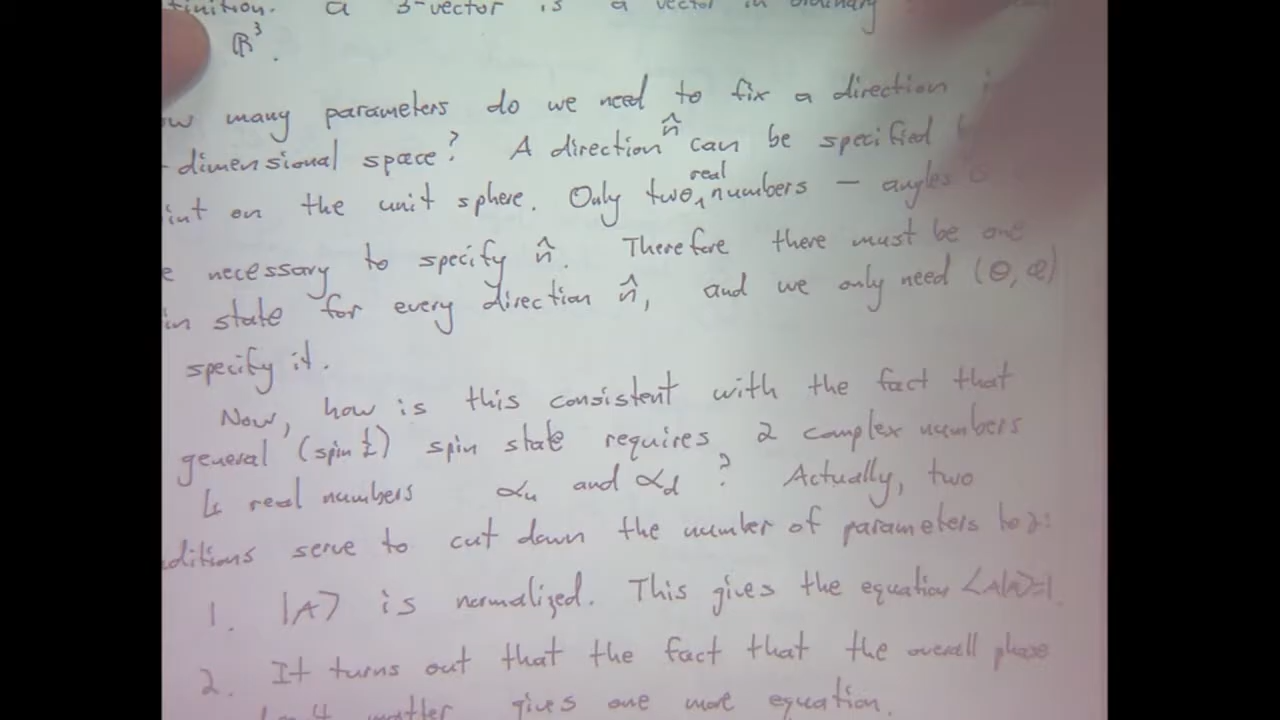 finition. a 3-vector is a vector in ordinary
ℝ³.
ow many parameters do we need to fix a direction i
-dimensional space? A direction n̂ can be specified
int on the unit sphere. Only two real numbers — angles
e necessary to specify n̂. Therefore there must be one
in state for every direction n̂, and we only need (θ, φ)
specify it.
Now, how is this consistent with the fact that
general (spin ½) spin state requires 2 complex numbers
4 real numbers αu and αd ? Actually, two
ditions serve to cut down the number of parameters to 2:
1. |A⟩ is normalized. This gives the equation ⟨A|A⟩=1.
2. It turns out that the fact that the overall phase
matter gives one more equation.